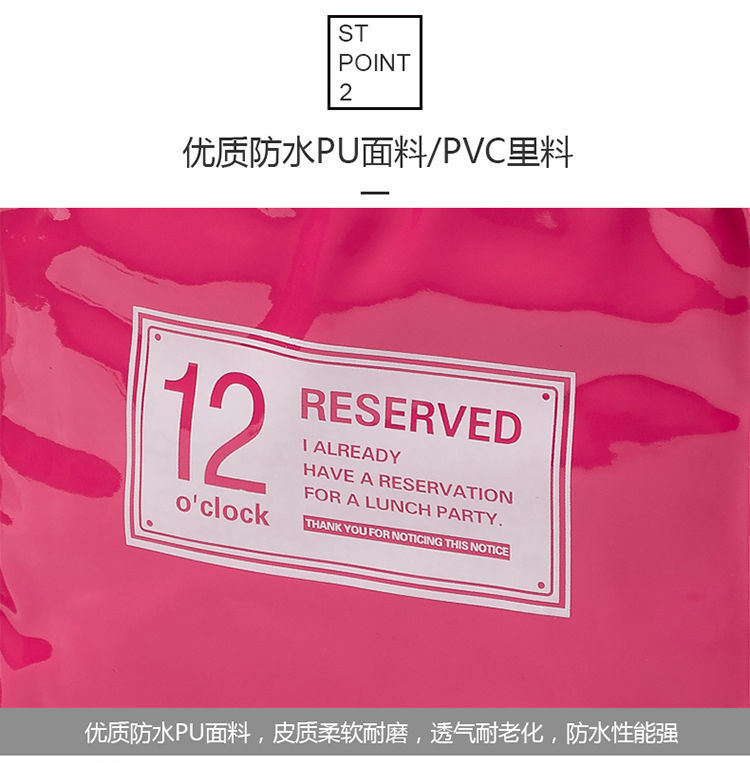 ST
POINT
2
优质防水PU面料/PVC里料
12
o'clock
RESERVED
I ALREADY
HAVE A RESERVATION
FOR A LUNCH PARTY.
THANK YOU FOR NOTICING THIS NOTICE
优质防水PU面料，皮质柔软耐磨，透气耐老化，防水性能强